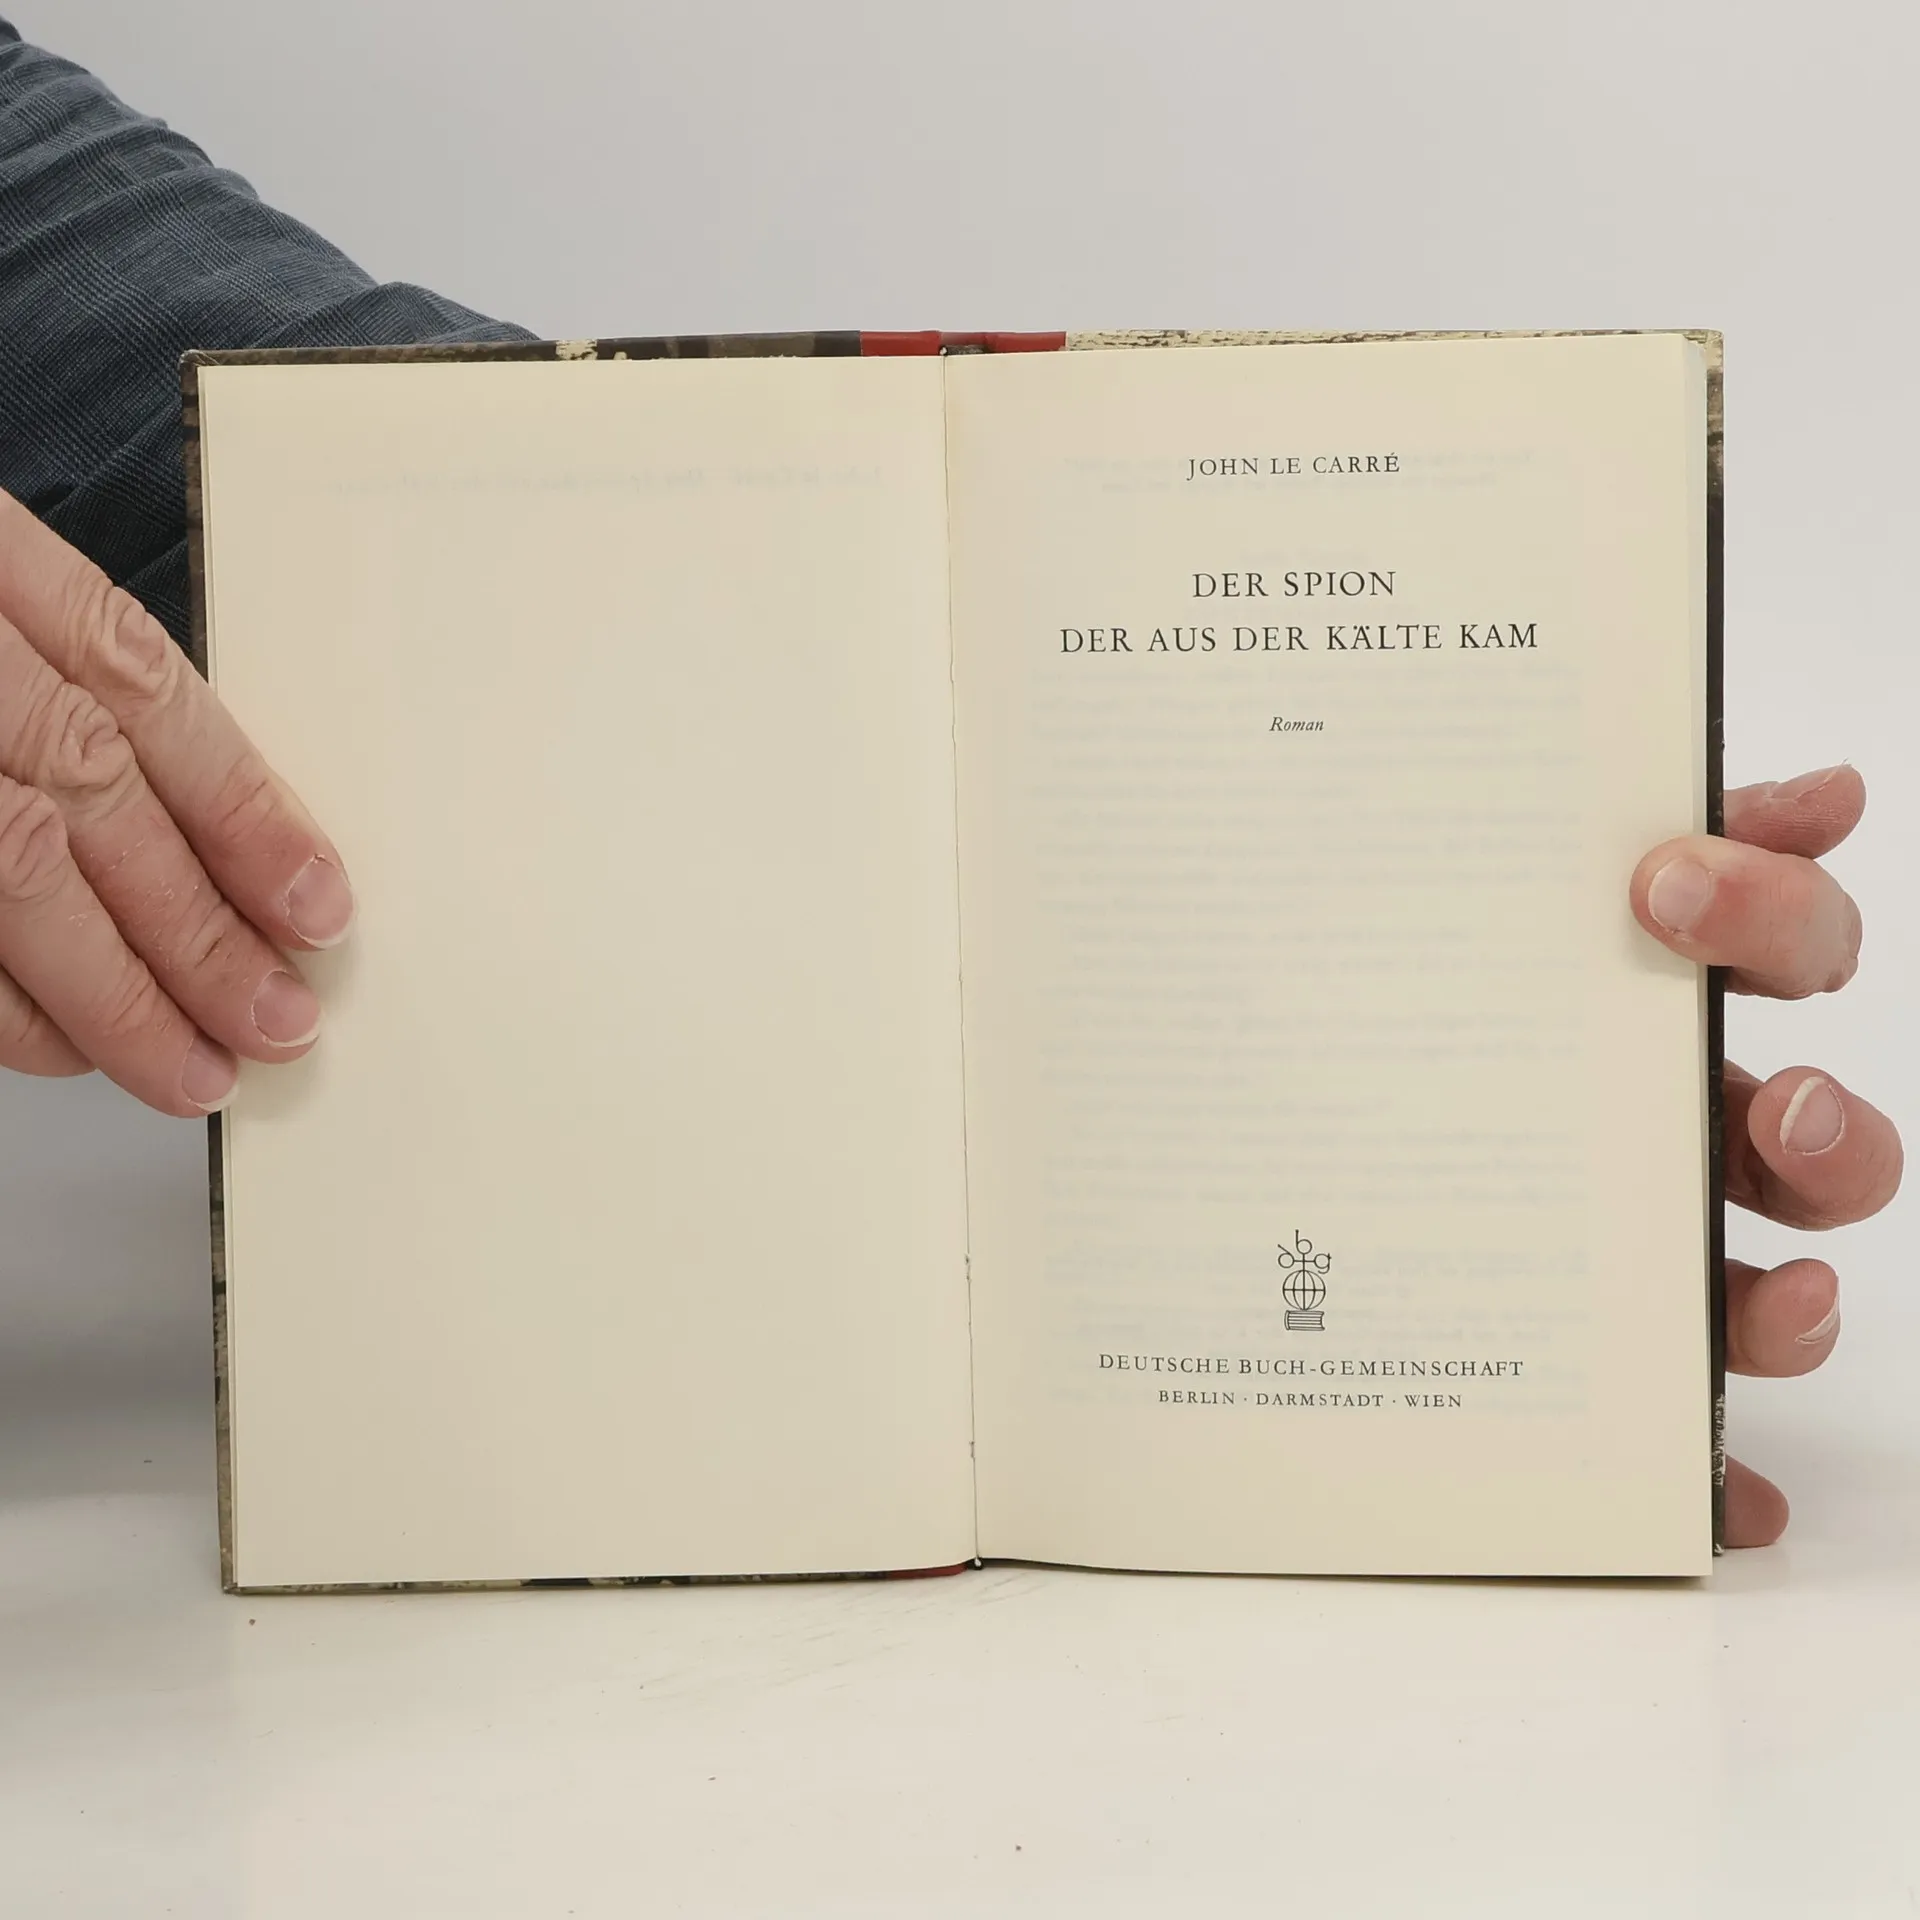 JOHN LE CARRÉ
DER SPION
DER AUS DER KÄLTE KAM
Roman
dbg
DEUTSCHE BUCH-GEMEINSCHAFT
BERLIN · DARMSTADT · WIEN